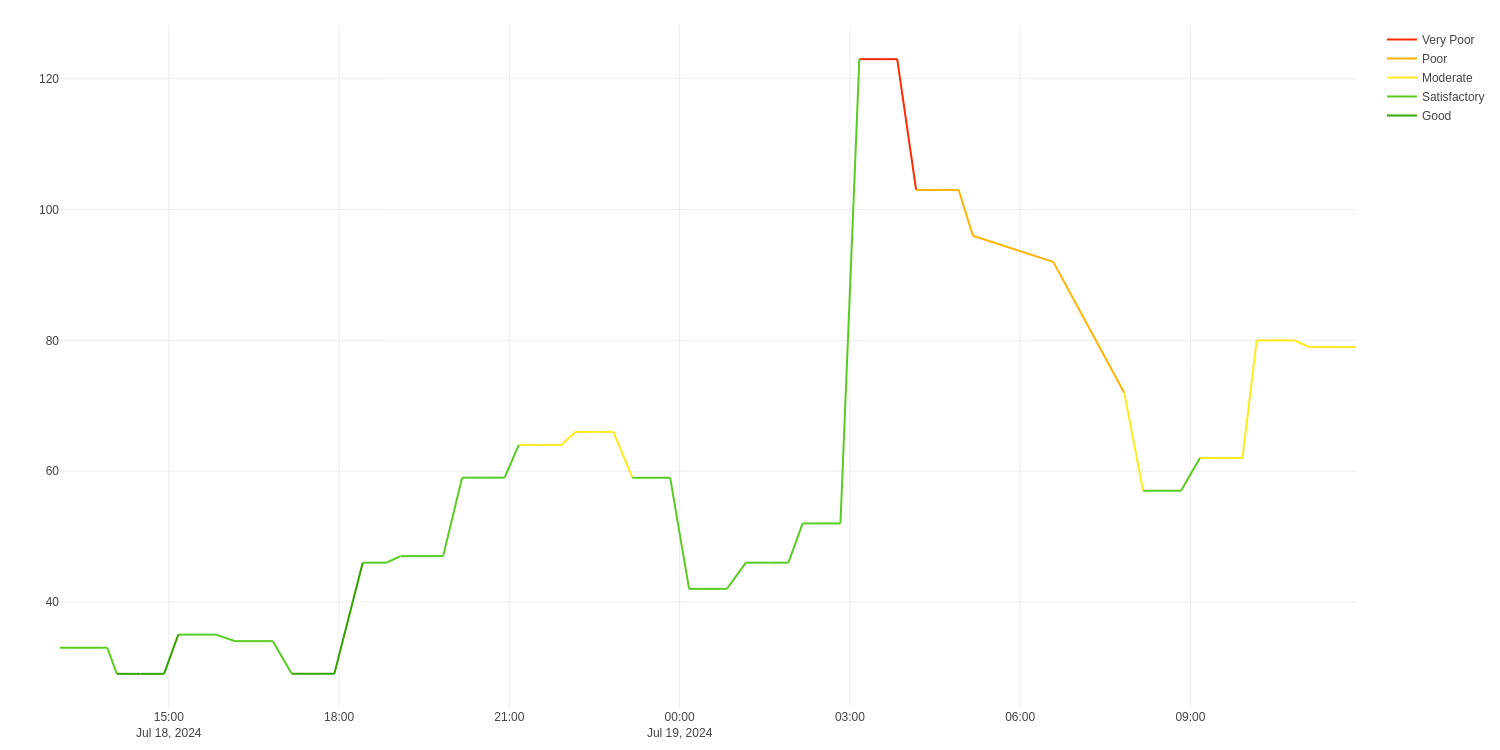 120
100
80
60
40
15:00
Jul 18, 2024
18:00
21:00
00:00
Jul 19, 2024
03:00
06:00
09:00
Very Poor
Poor
Moderate
Satisfactory
Good